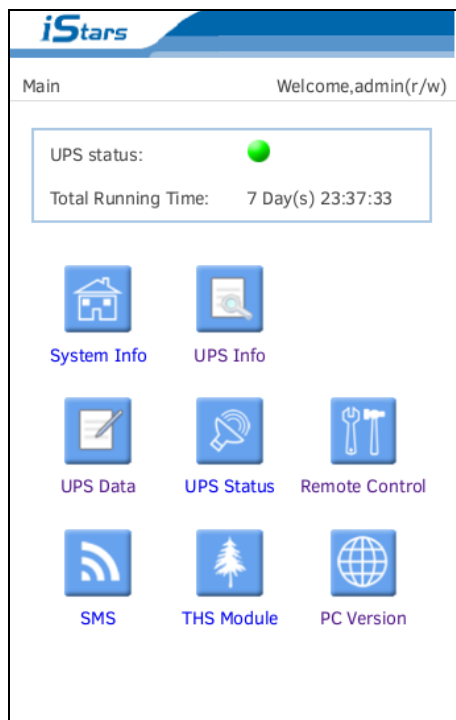 iStars
Main Welcome,admin(r/w)
UPS status:
Total Running Time: 7 Day(s) 23:37:33
System Info UPS Info
UPS Data UPS Status Remote Control
SMS THS Module PC Version